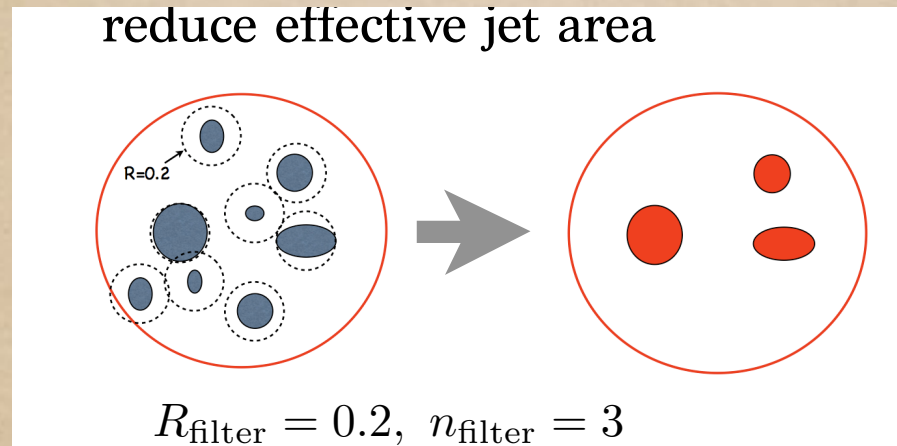 reduce effective jet area
R=0.2
R_filter = 0.2, n_filter = 3